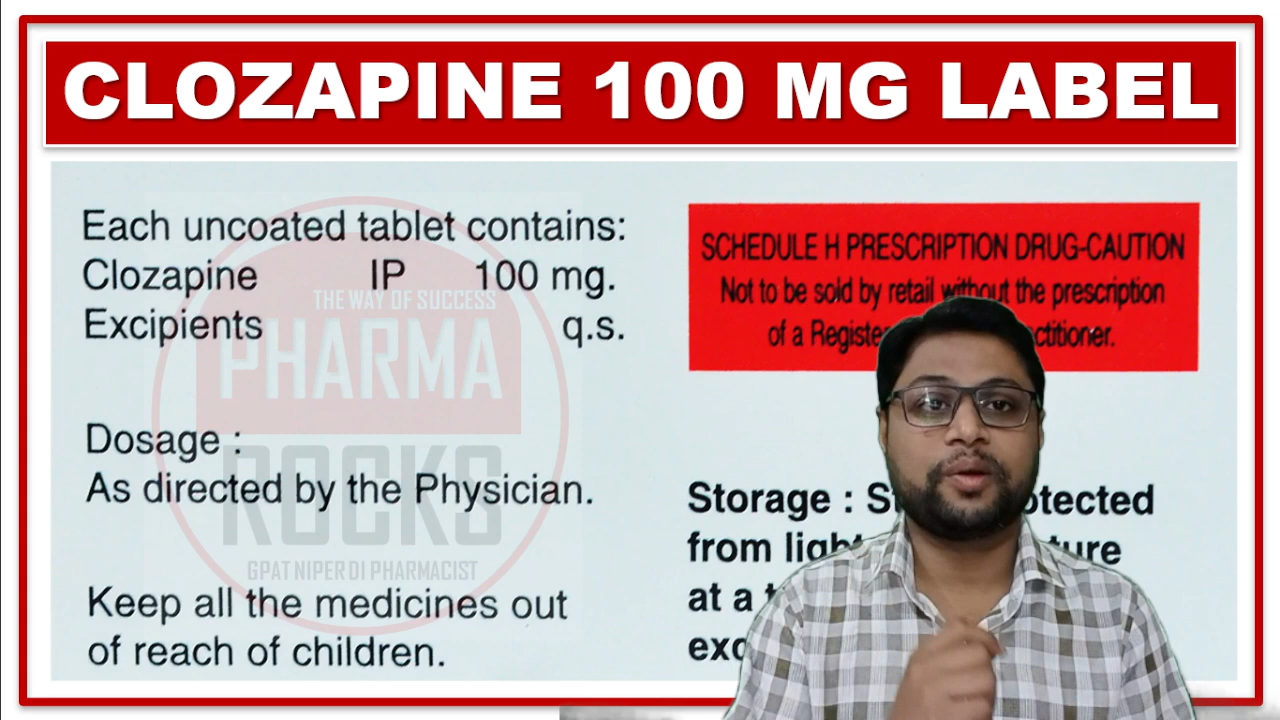 CLOZAPINE 100 MG LABEL
Each uncoated tablet contains:
Clozapine IP 100 mg.
Excipients q.s.
Dosage :
As directed by the Physician.
Keep all the medicines out
of reach of children.
SCHEDULE H PRESCRIPTION DRUG-CAUTION
Not to be sold by retail without the prescription
of a
Storage :
from
at a
THE WAY OF SUCCESS
PHARMA
ROCKS
GPAT NIPER DI PHARMACIST